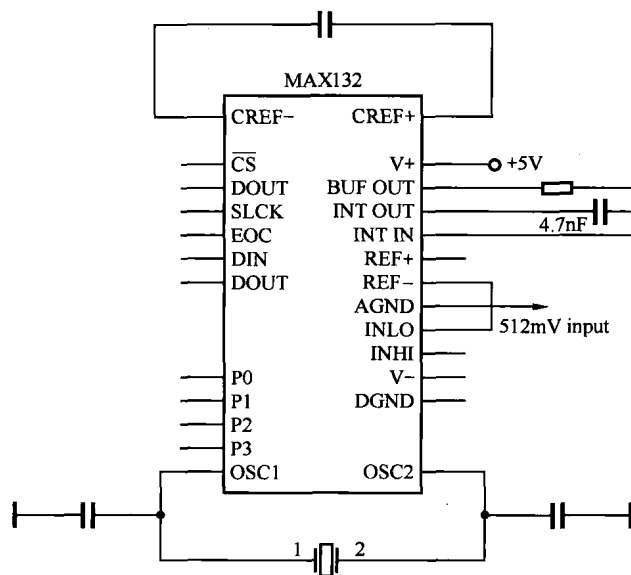 MAX132
CREF− CREF+
C̅S̅ V+ +5V
DOUT BUF OUT
SLCK INT OUT
4.7nF
EOC INT IN
DIN REF+
DOUT REF−
AGND
INLO 512mV input
INHI
P0 V−
P1 DGND
P2
P3
OSC1 OSC2
1 2